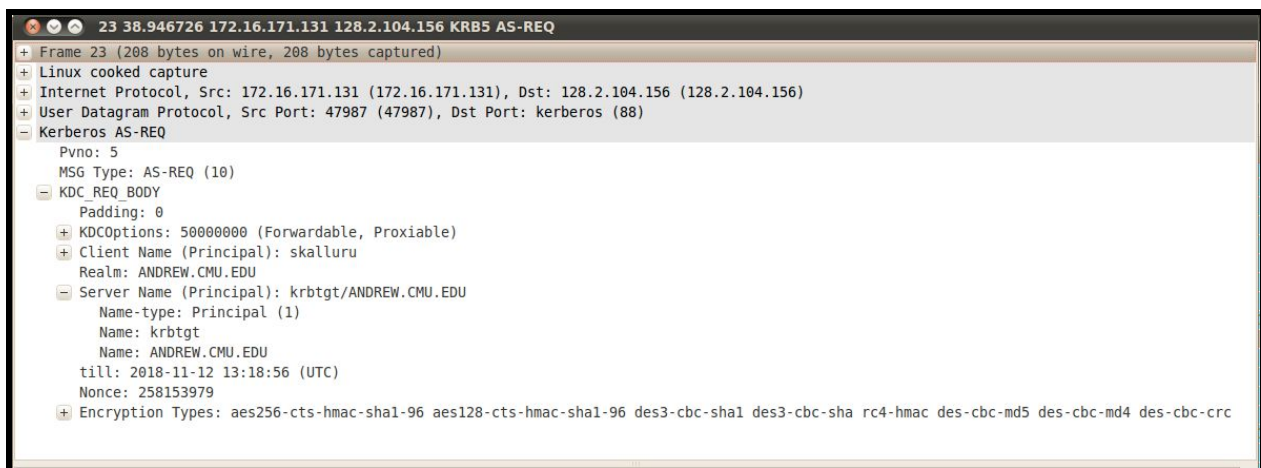 23 38.946726 172.16.171.131 128.2.104.156 KRB5 AS-REQ
Frame 23 (208 bytes on wire, 208 bytes captured)
Linux cooked capture
Internet Protocol, Src: 172.16.171.131 (172.16.171.131), Dst: 128.2.104.156 (128.2.104.156)
User Datagram Protocol, Src Port: 47987 (47987), Dst Port: kerberos (88)
Kerberos AS-REQ
Pvno: 5
MSG Type: AS-REQ (10)
KDC_REQ_BODY
Padding: 0
KDCOptions: 50000000 (Forwardable, Proxiable)
Client Name (Principal): skalluru
Realm: ANDREW.CMU.EDU
Server Name (Principal): krbtgt/ANDREW.CMU.EDU
Name-type: Principal (1)
Name: krbtgt
Name: ANDREW.CMU.EDU
till: 2018-11-12 13:18:56 (UTC)
Nonce: 258153979
Encryption Types: aes256-cts-hmac-sha1-96 aes128-cts-hmac-sha1-96 des3-cbc-sha1 des3-cbc-sha rc4-hmac des-cbc-md5 des-cbc-md4 des-cbc-crc